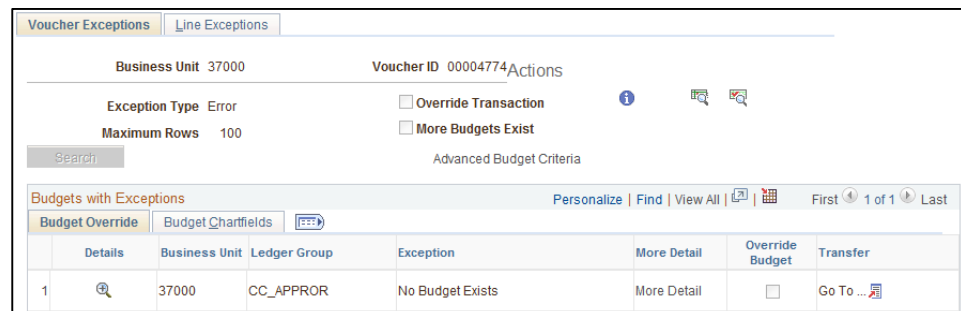 Voucher Exceptions Line Exceptions
Business Unit 37000 Voucher ID 00004774 Actions
Exception Type Error Override Transaction
Maximum Rows 100 More Budgets Exist
Search Advanced Budget Criteria
Budgets with Exceptions Personalize | Find | View All | | First 1 of 1 Last
Budget Override Budget Chartfields
Details Business Unit Ledger Group Exception More Detail Override Budget Transfer
1 37000 CC_APPROR No Budget Exists More Detail Go To ...